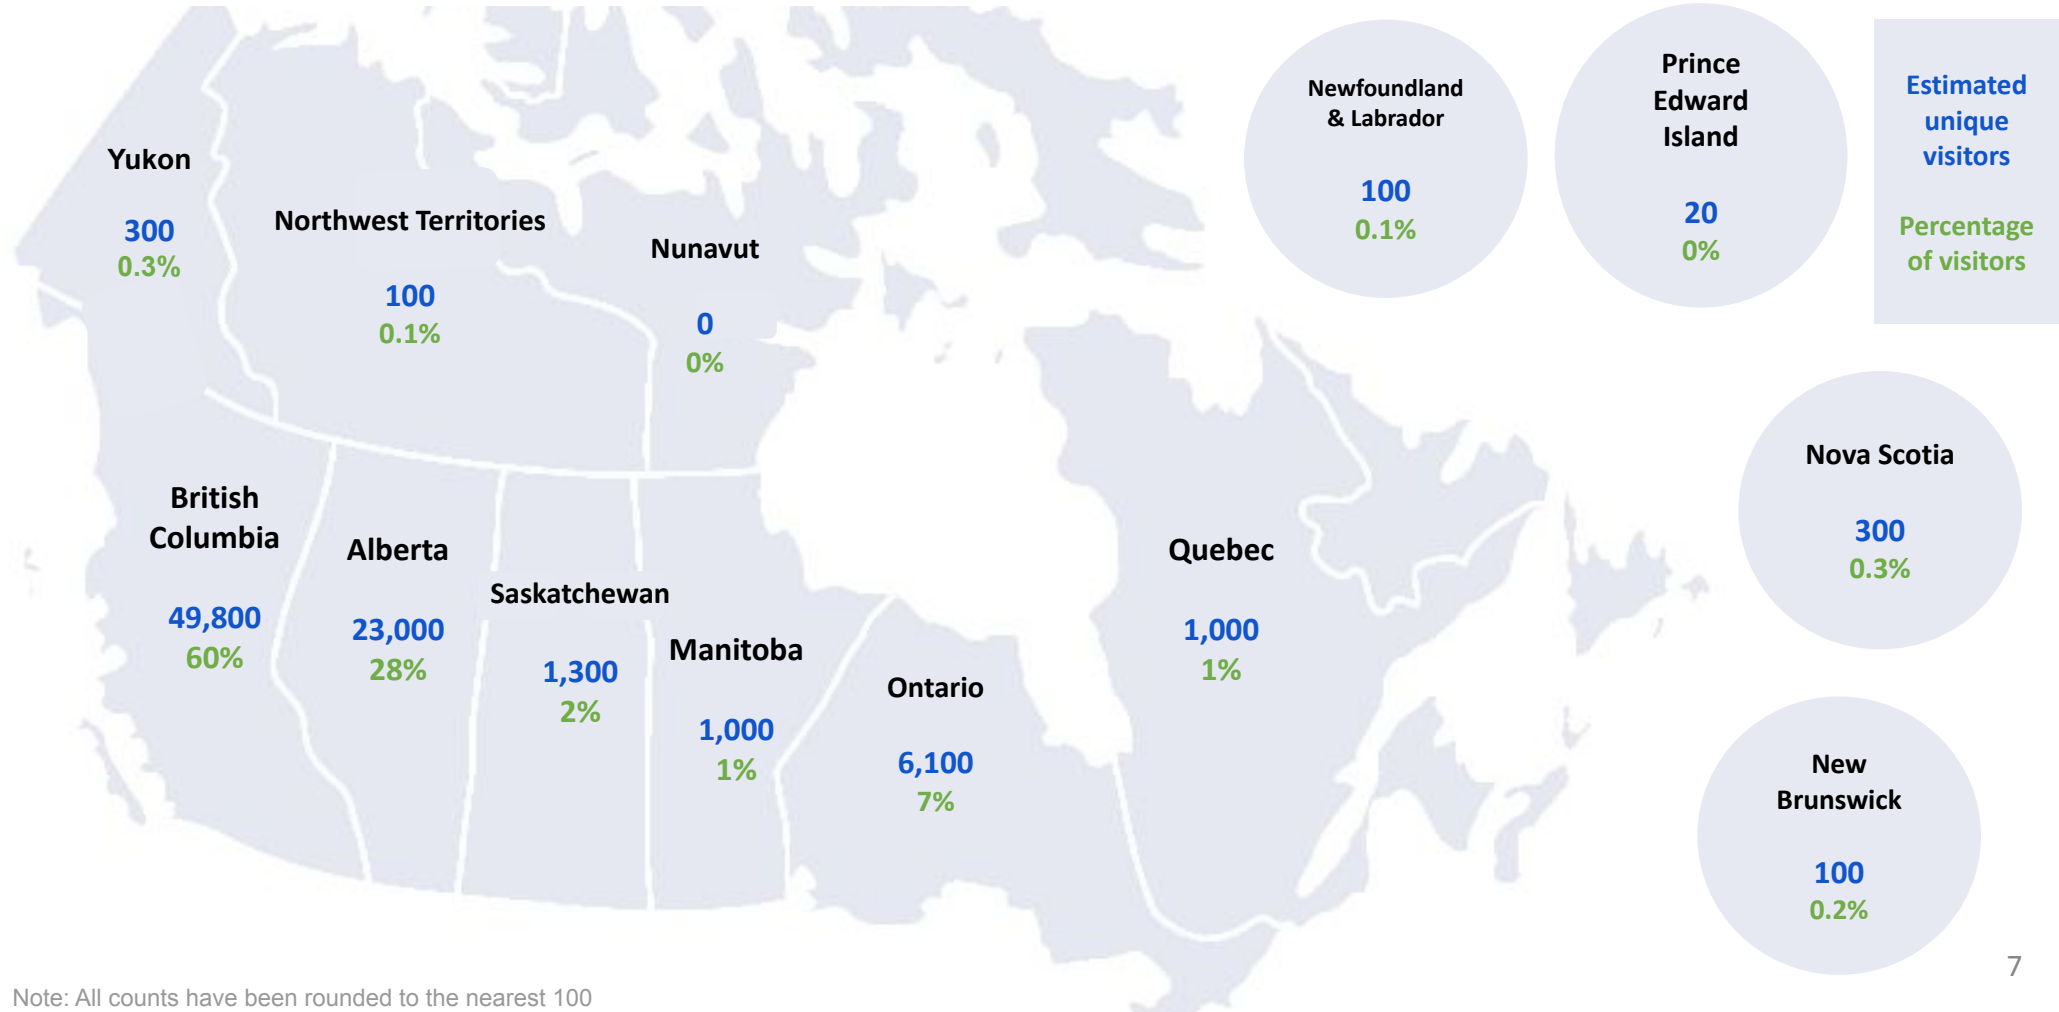 Yukon
300
0.3%
Northwest Territories
100
0.1%
Nunavut
0
0%
Newfoundland
& Labrador
100
0.1%
Prince
Edward
Island
20
0%
Estimated
unique
visitors
Percentage
of visitors
British
Columbia
49,800
60%
Alberta
23,000
28%
Saskatchewan
1,300
2%
Manitoba
1,000
1%
Ontario
6,100
7%
Quebec
1,000
1%
Nova Scotia
300
0.3%
New
Brunswick
100
0.2%
7
Note: All counts have been rounded to the nearest 100